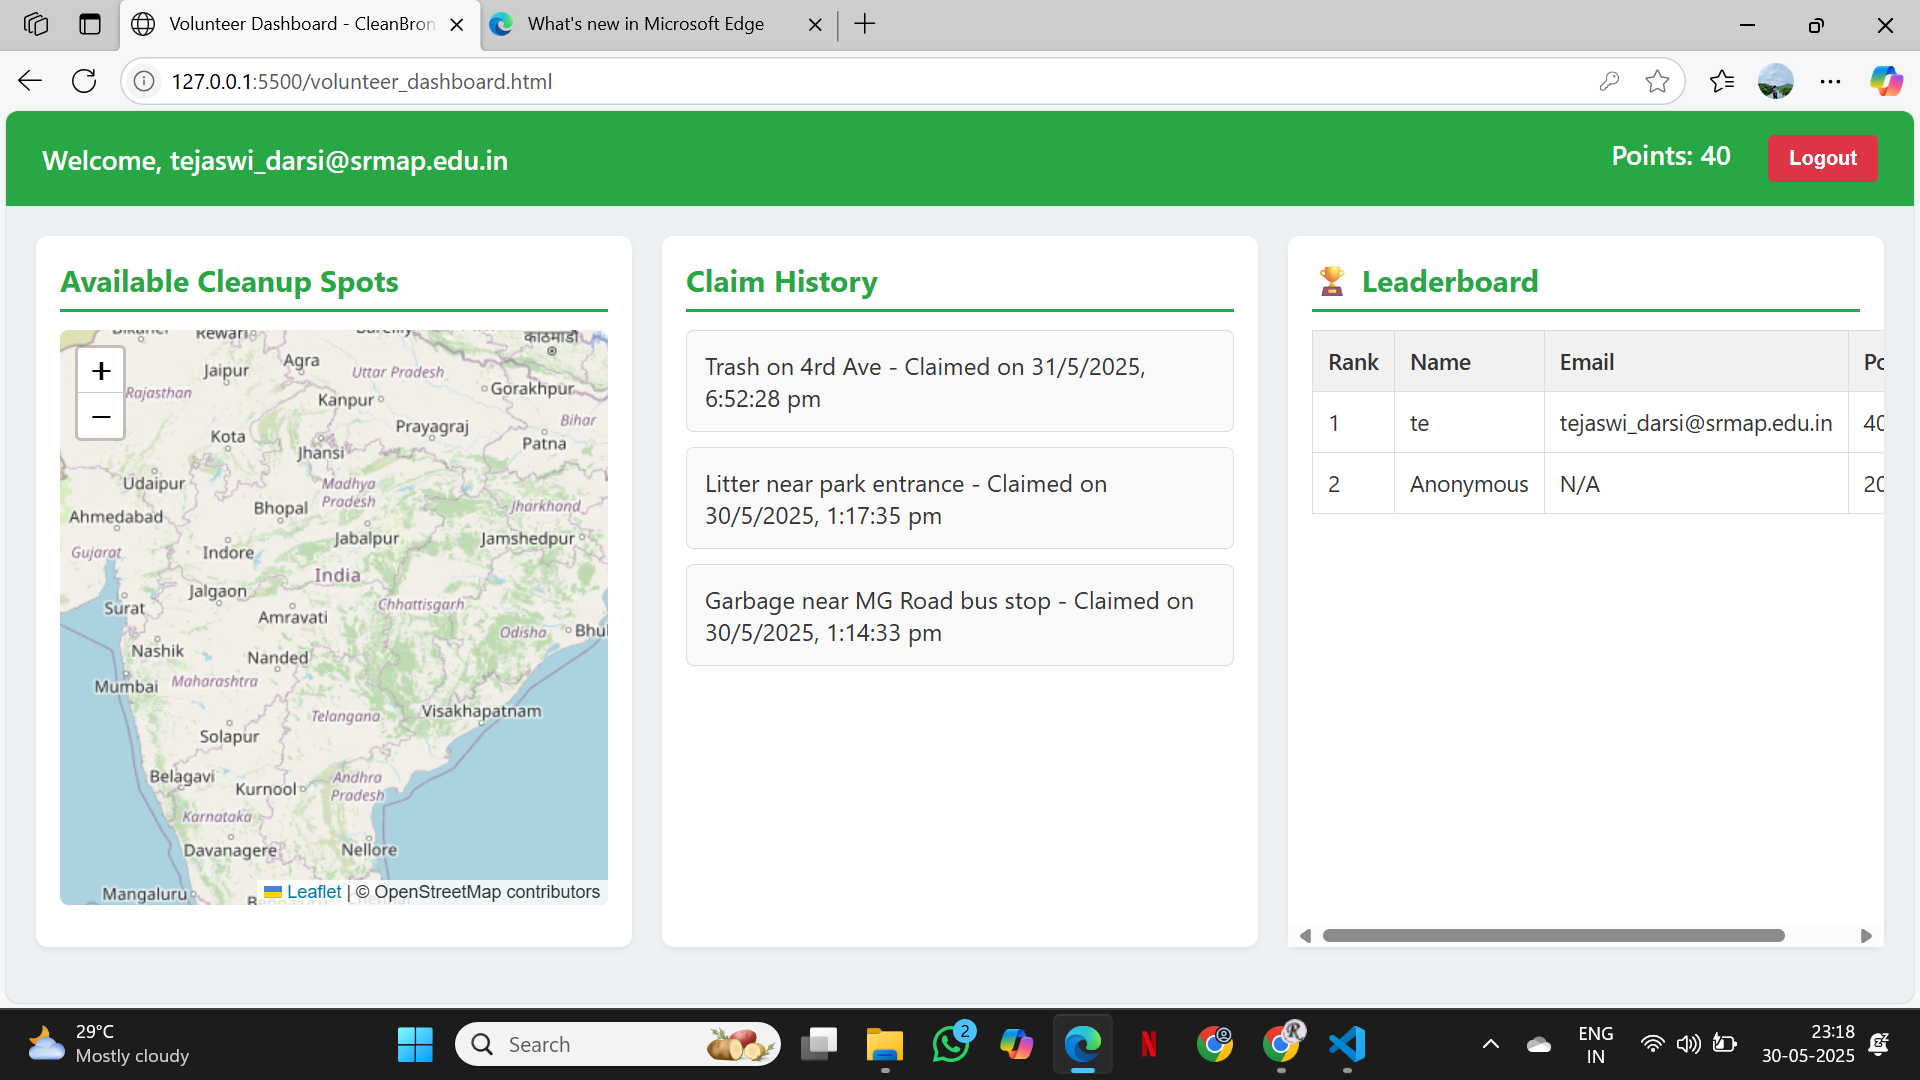 Volunteer Dashboard - CleanBron
What's new in Microsoft Edge
127.0.0.1:5500/volunteer_dashboard.html
Welcome, tejaswi_darsi@srmap.edu.in
Points: 40
Logout
Available Cleanup Spots
+
−
Rewari
Agra
Jaipur
Uttar Pradesh
काठमाडौं
Gorakhpur
Rajasthan
Kanpur
Bihar
Kota
Prayagraj
Patna
Jhansi
Udaipur
Madhya
Pradesh
Bhopal
Jharkhand
Ahmedabad
Jabalpur
Jamshedpur
Gujarat
Indore
India
Jalgaon
Surat
Amravati
Chhattisgarh
Odisha
Bhu
Nashik
Nanded
Mumbai
Maharashtra
Telangana
Visakhapatnam
Solapur
Belagavi
Andhra
Pradesh
Kurnool
Karnataka
Davanagere
Nellore
Mangaluru
Leaflet | © OpenStreetMap contributors
Claim History
Trash on 4rd Ave - Claimed on 31/5/2025,
6:52:28 pm
Litter near park entrance - Claimed on
30/5/2025, 1:17:35 pm
Garbage near MG Road bus stop - Claimed on
30/5/2025, 1:14:33 pm
🏆 Leaderboard
Rank Name Email Po
1 te tejaswi_darsi@srmap.edu.in 40
2 Anonymous N/A 20
29°C
Mostly cloudy
Search
2
ENG
IN
23:18
30-05-2025